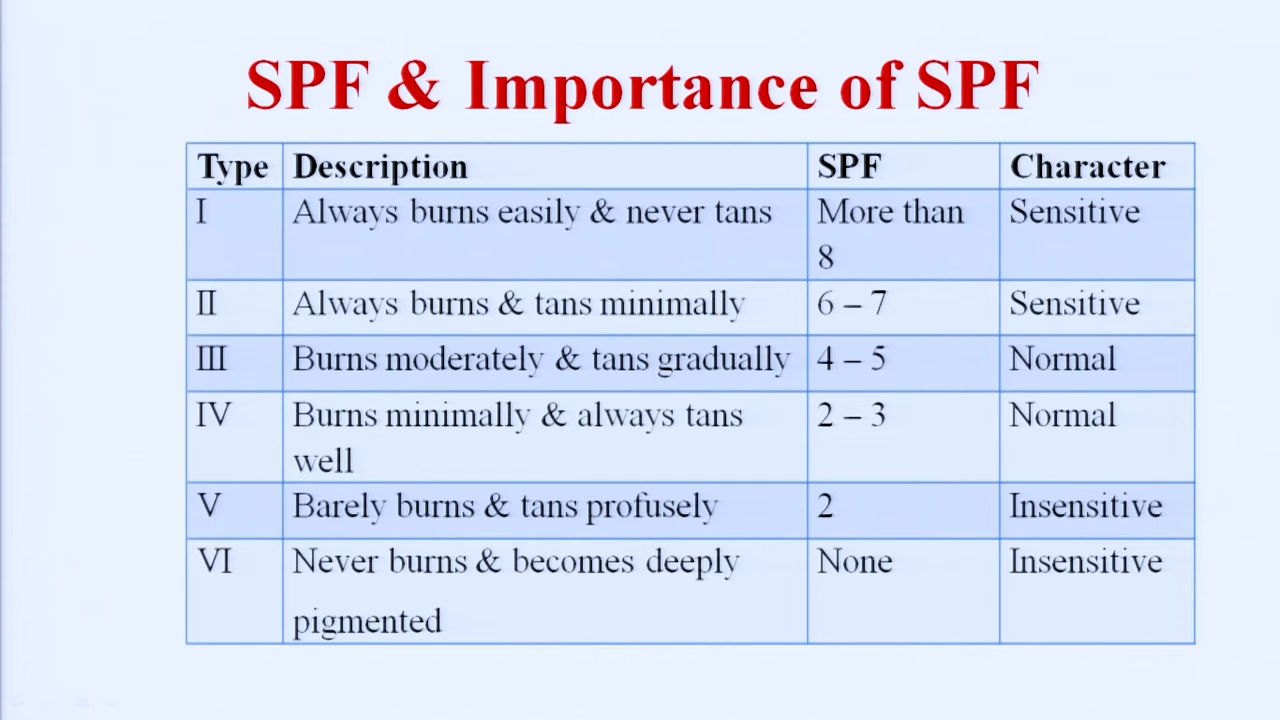 SPF & Importance of SPF
Type Description SPF Character
I Always burns easily & never tans More than Sensitive
8
II Always burns & tans minimally 6 – 7 Sensitive
III Burns moderately & tans gradually 4 – 5 Normal
IV Burns minimally & always tans 2 – 3 Normal
well
V Barely burns & tans profusely 2 Insensitive
VI Never burns & becomes deeply None Insensitive
pigmented